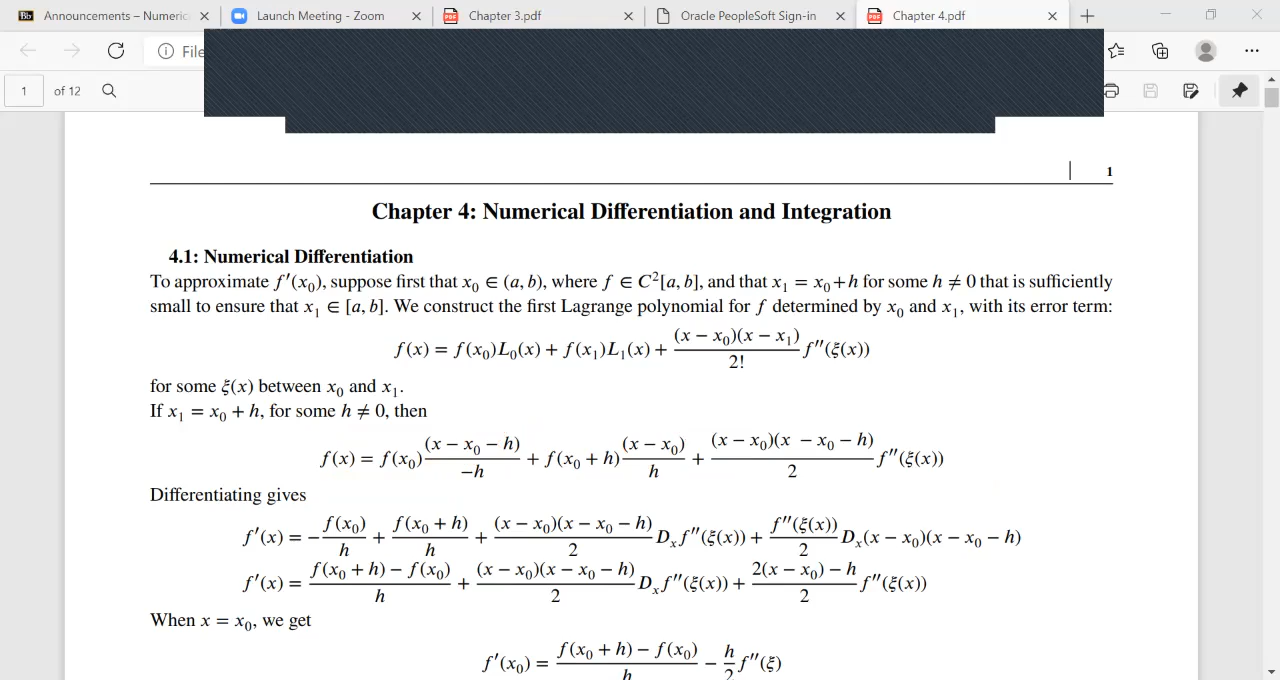 Announcements – Numeric
Launch Meeting - Zoom
Chapter 3.pdf
Oracle PeopleSoft Sign-in
Chapter 4.pdf
File
1 of 12
1
Chapter 4: Numerical Differentiation and Integration
4.1: Numerical Differentiation
To approximate f′(x₀), suppose first that x₀ ∈ (a, b), where f ∈ C²[a, b], and that x₁ = x₀+h for some h ≠ 0 that is sufficiently
small to ensure that x₁ ∈ [a, b]. We construct the first Lagrange polynomial for f determined by x₀ and x₁, with its error term:
f(x) = f(x₀)L₀(x) + f(x₁)L₁(x) + (x − x₀)(x − x₁)/2! f″(ξ(x))
for some ξ(x) between x₀ and x₁.
If x₁ = x₀ + h, for some h ≠ 0, then
f(x) = f(x₀) (x − x₀ − h)/−h + f(x₀ + h) (x − x₀)/h + (x − x₀)(x − x₀ − h)/2 f″(ξ(x))
Differentiating gives
f′(x) = − f(x₀)/h + f(x₀ + h)/h + (x − x₀)(x − x₀ − h)/2 Dₓf″(ξ(x)) + f″(ξ(x))/2 Dₓ(x − x₀)(x − x₀ − h)
f′(x) = f(x₀ + h) − f(x₀)/h + (x − x₀)(x − x₀ − h)/2 Dₓf″(ξ(x)) + 2(x − x₀) − h/2 f″(ξ(x))
When x = x₀, we get
f′(x₀) = f(x₀ + h) − f(x₀)/h − h/2 f″(ξ)